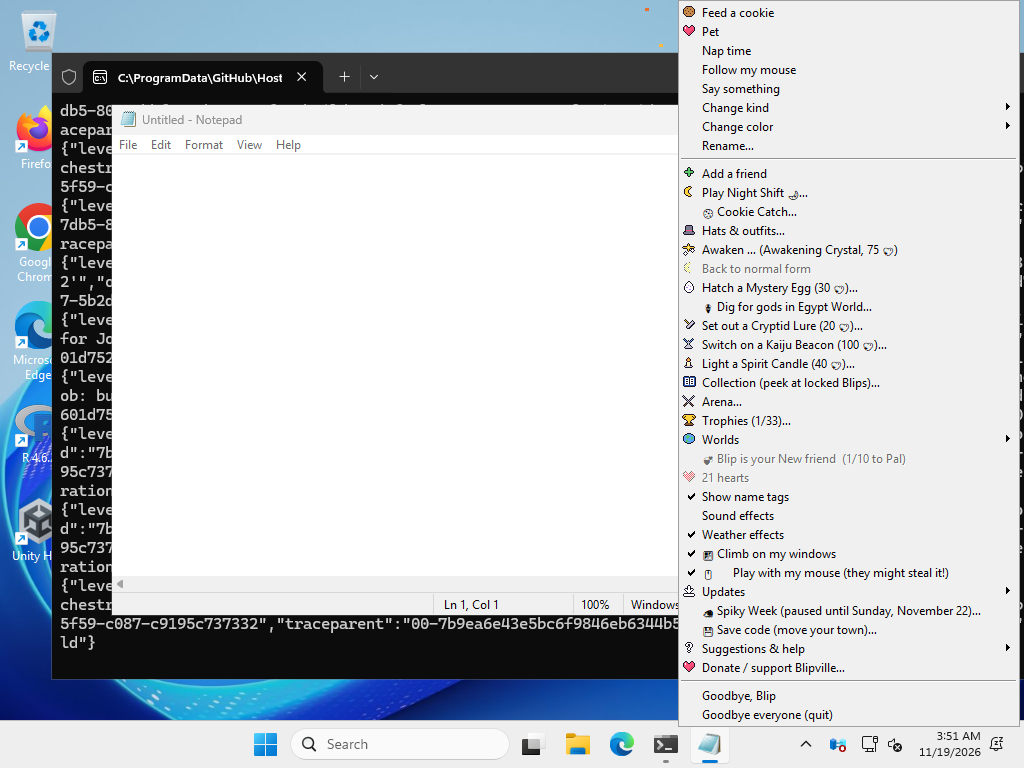 Recycle
Firefo
Google
Chrom
Microso
Edge
R 4.6.
Unity H
C:\ProgramData\GitHub\Host
db5-80
acepar
{"leve
chestr
5f59-c
{"leve
7db5-8
racepa
{"leve
2'","o
7-5b2d
{"leve
for Jo
01d752
{"leve
ob: bu
601d75
{"leve
d":"7b
95c737
ration
{"leve
d":"7b
95c737
ration
{"leve
chestr
5f59-c087-c9195c737332","traceparent":"00-7b9ea6e43e5bc6f9846eb6344b5
ld"}
Untitled - Notepad
File Edit Format View Help
Ln 1, Col 1 100% Windows
Feed a cookie
Pet
Nap time
Follow my mouse
Say something
Change kind
Change color
Rename...
Add a friend
Play Night Shift 🌙...
Cookie Catch...
Hats & outfits...
Awaken ... (Awakening Crystal, 75 )
Back to normal form
Hatch a Mystery Egg (30 )...
Dig for gods in Egypt World...
Set out a Cryptid Lure (20 )...
Switch on a Kaiju Beacon (100 )...
Light a Spirit Candle (40 )...
Collection (peek at locked Blips)...
Arena...
Trophies (1/33)...
Worlds
Blip is your New friend (1/10 to Pal)
21 hearts
Show name tags
Sound effects
Weather effects
Climb on my windows
Play with my mouse (they might steal it!)
Updates
Spiky Week (paused until Sunday, November 22)...
Save code (move your town)...
Suggestions & help
Donate / support Blipville...
Goodbye, Blip
Goodbye everyone (quit)
Search
3:51 AM
11/19/2026